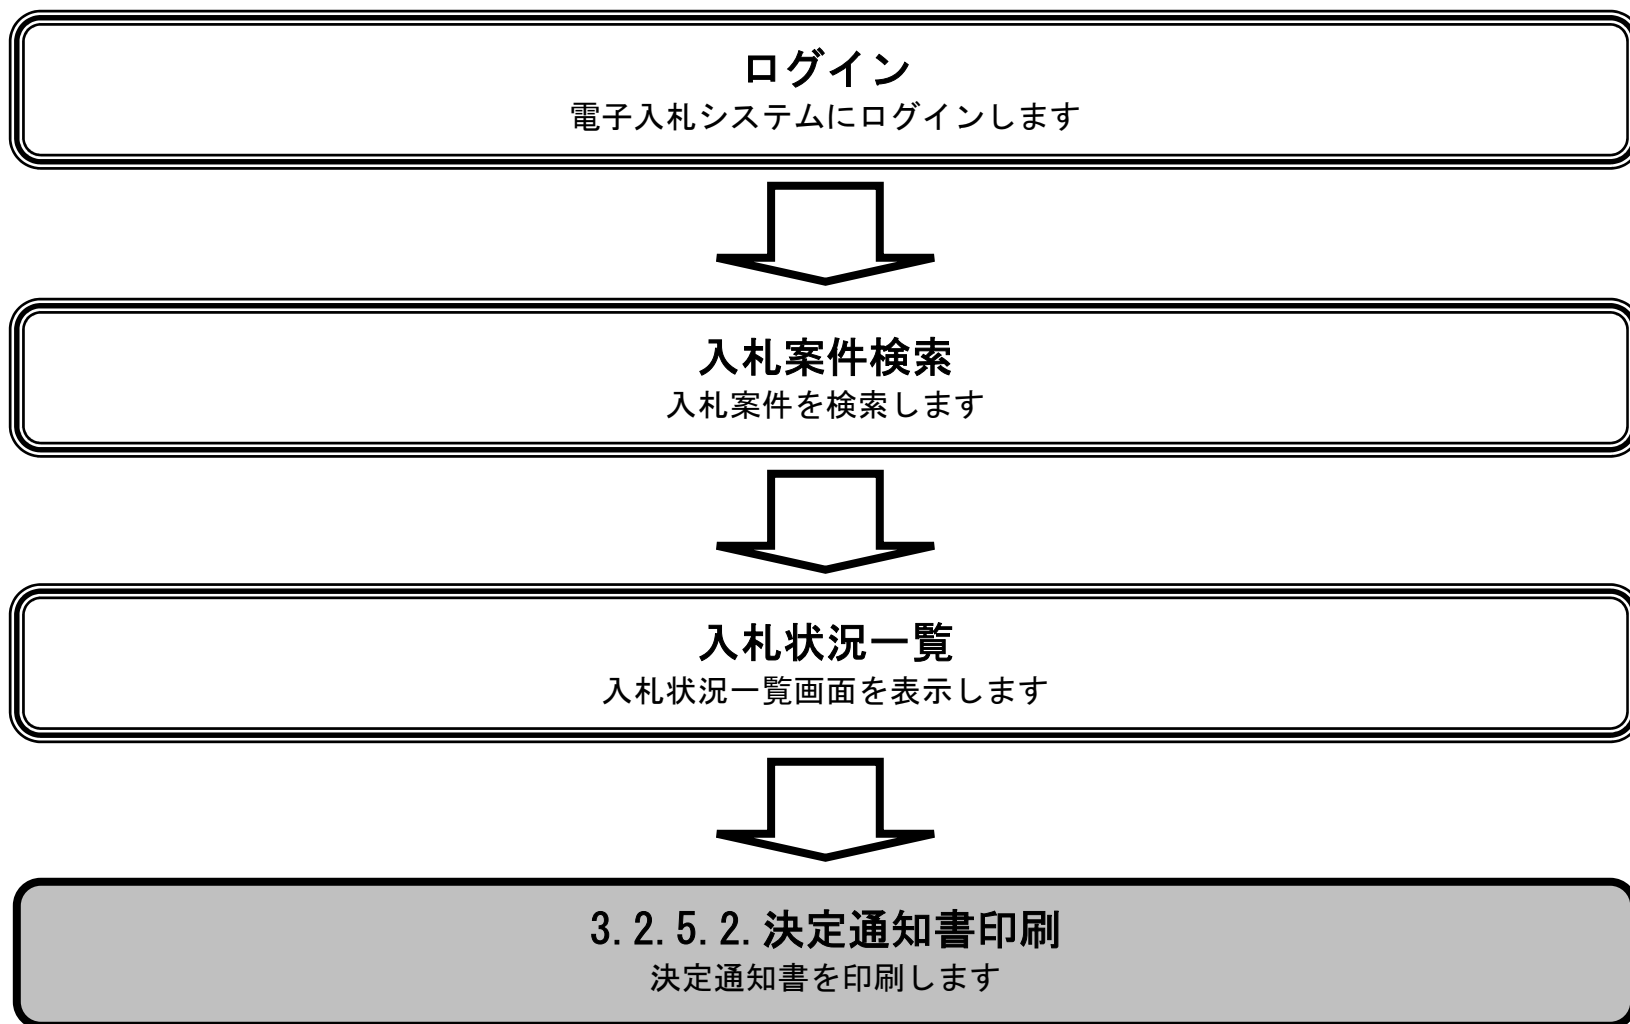 ログイン
電子入札システムにログインします
入札案件検索
入札案件を検索します
入札状況一覧
入札状況一覧画面を表示します
3.2.5.2.決定通知書印刷
決定通知書を印刷します